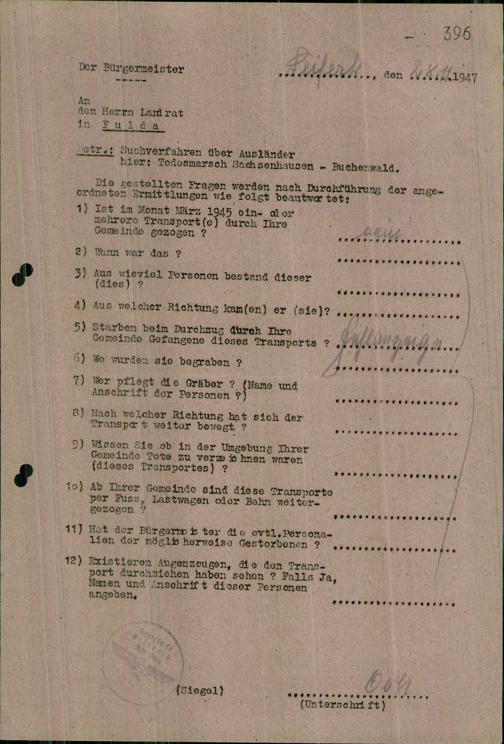 - 396
Der Bürgermeister
..............., den ........1947
An
den Herrn Landrat
in Fulda
Betr.: Suchverfahren über Ausländer
hier: Todesmarsch Sachsenhausen - Buchenwald.
Die gestellten Fragen werden nach Durchführung der ange-
ordneten Ermittlungen wie folgt beantwortet:
1) Ist im Monat März 1945 ein- oder
mehrere Transport(e) durch Ihre
Gemeinde gezogen ? nein
2) Wann war das ?
3) Aus wieviel Personen bestand dieser
(dies) ?
4) Aus welcher Richtung kam(en) er (sie)?
5) Starben beim Durchzug durch Ihre
Gemeinde Gefangene dieses Transports ? Fehlanzeige
6) Wo wurden sie begraben ?
7) Wer pflegt die Gräber ? (Name und
Anschrift der Personen ?)
8) Nach welcher Richtung hat sich der
Transport weiter bewegt ?
9) Wissen Sie ob in der Umgebung Ihrer
Gemeinde Tote zu verzeichnen waren
(dieses Transportes) ?
10) Ab Ihrer Gemeinde sind diese Transporte
per Fuss, Lastwagen oder Bahn weiter-
gezogen ?
11) Hat der Bürgermeister die evtl.Persona-
lien der möglicherweise Gestorbenen ?
12) Existieren Augenzeugen, die den Trans-
port durchziehen haben sehen ? Falls Ja,
Namen und Anschrift dieser Personen
angeben.
(Siegel)
(Unterschrift)